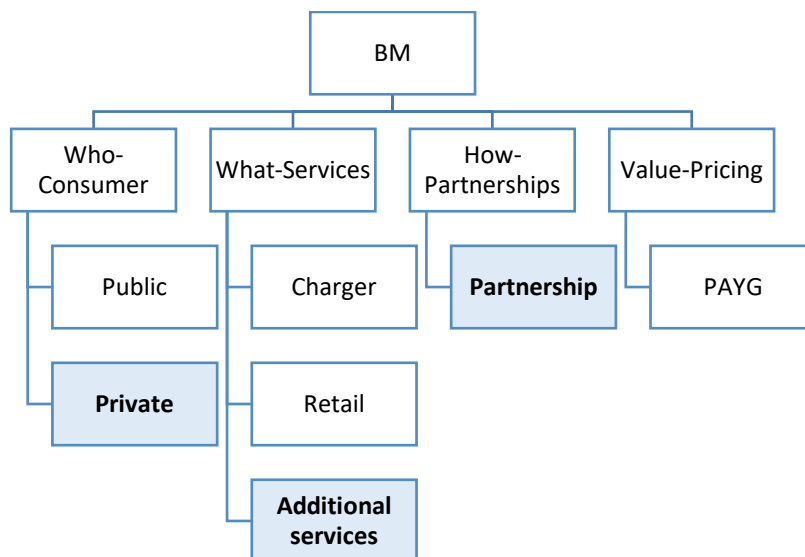 BM
Who-
Consumer
What-Services
How-
Partnerships
Value-Pricing
Public
Charger
Partnership
PAYG
Private
Retail
Additional
services